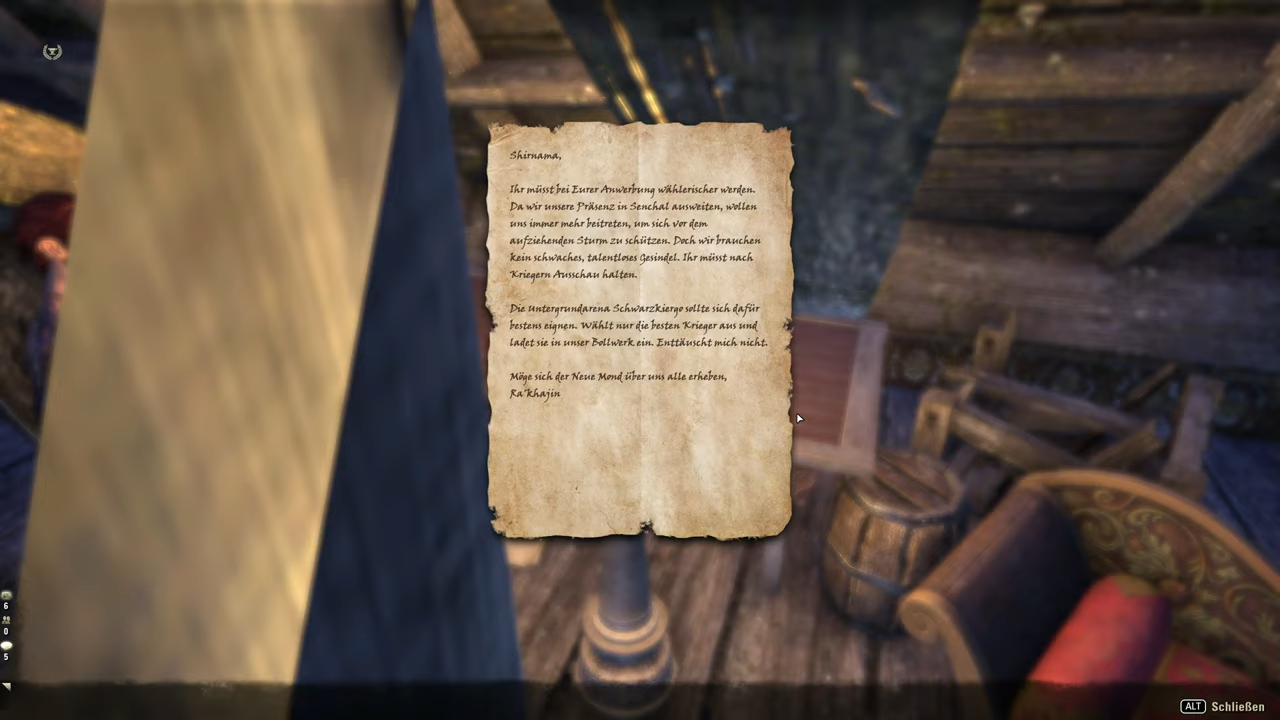 Shirnama,
Ihr müsst bei Eurer Anwerbung wählerischer werden.
Da wir unsere Präsenz in Senchal ausweiten, wollen
uns immer mehr beitreten, um sich vor dem
aufziehenden Sturm zu schützen. Doch wir brauchen
kein schwaches, talentloses Gesindel. Ihr müsst nach
Kriegern Ausschau halten.
Die Untergrundarena Schwarzkiergo sollte sich dafür
bestens eignen. Wählt nur die besten Krieger aus und
ladet sie in unser Bollwerk ein. Enttäuscht mich nicht.
Möge sich der Neue Mond über uns alle erheben,
Ra'khajin
6
0
5
ALT Schließen